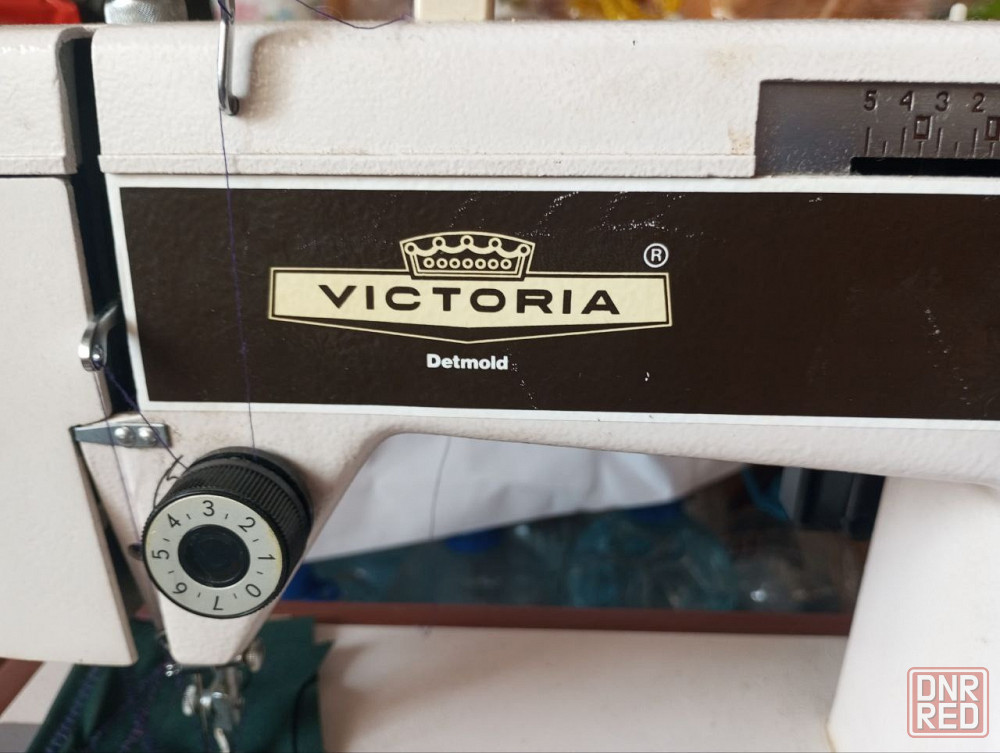 5 4 3 2
®
VICTORIA
Detmold
0 1 2 3 4 5 6 7
DNR
RED